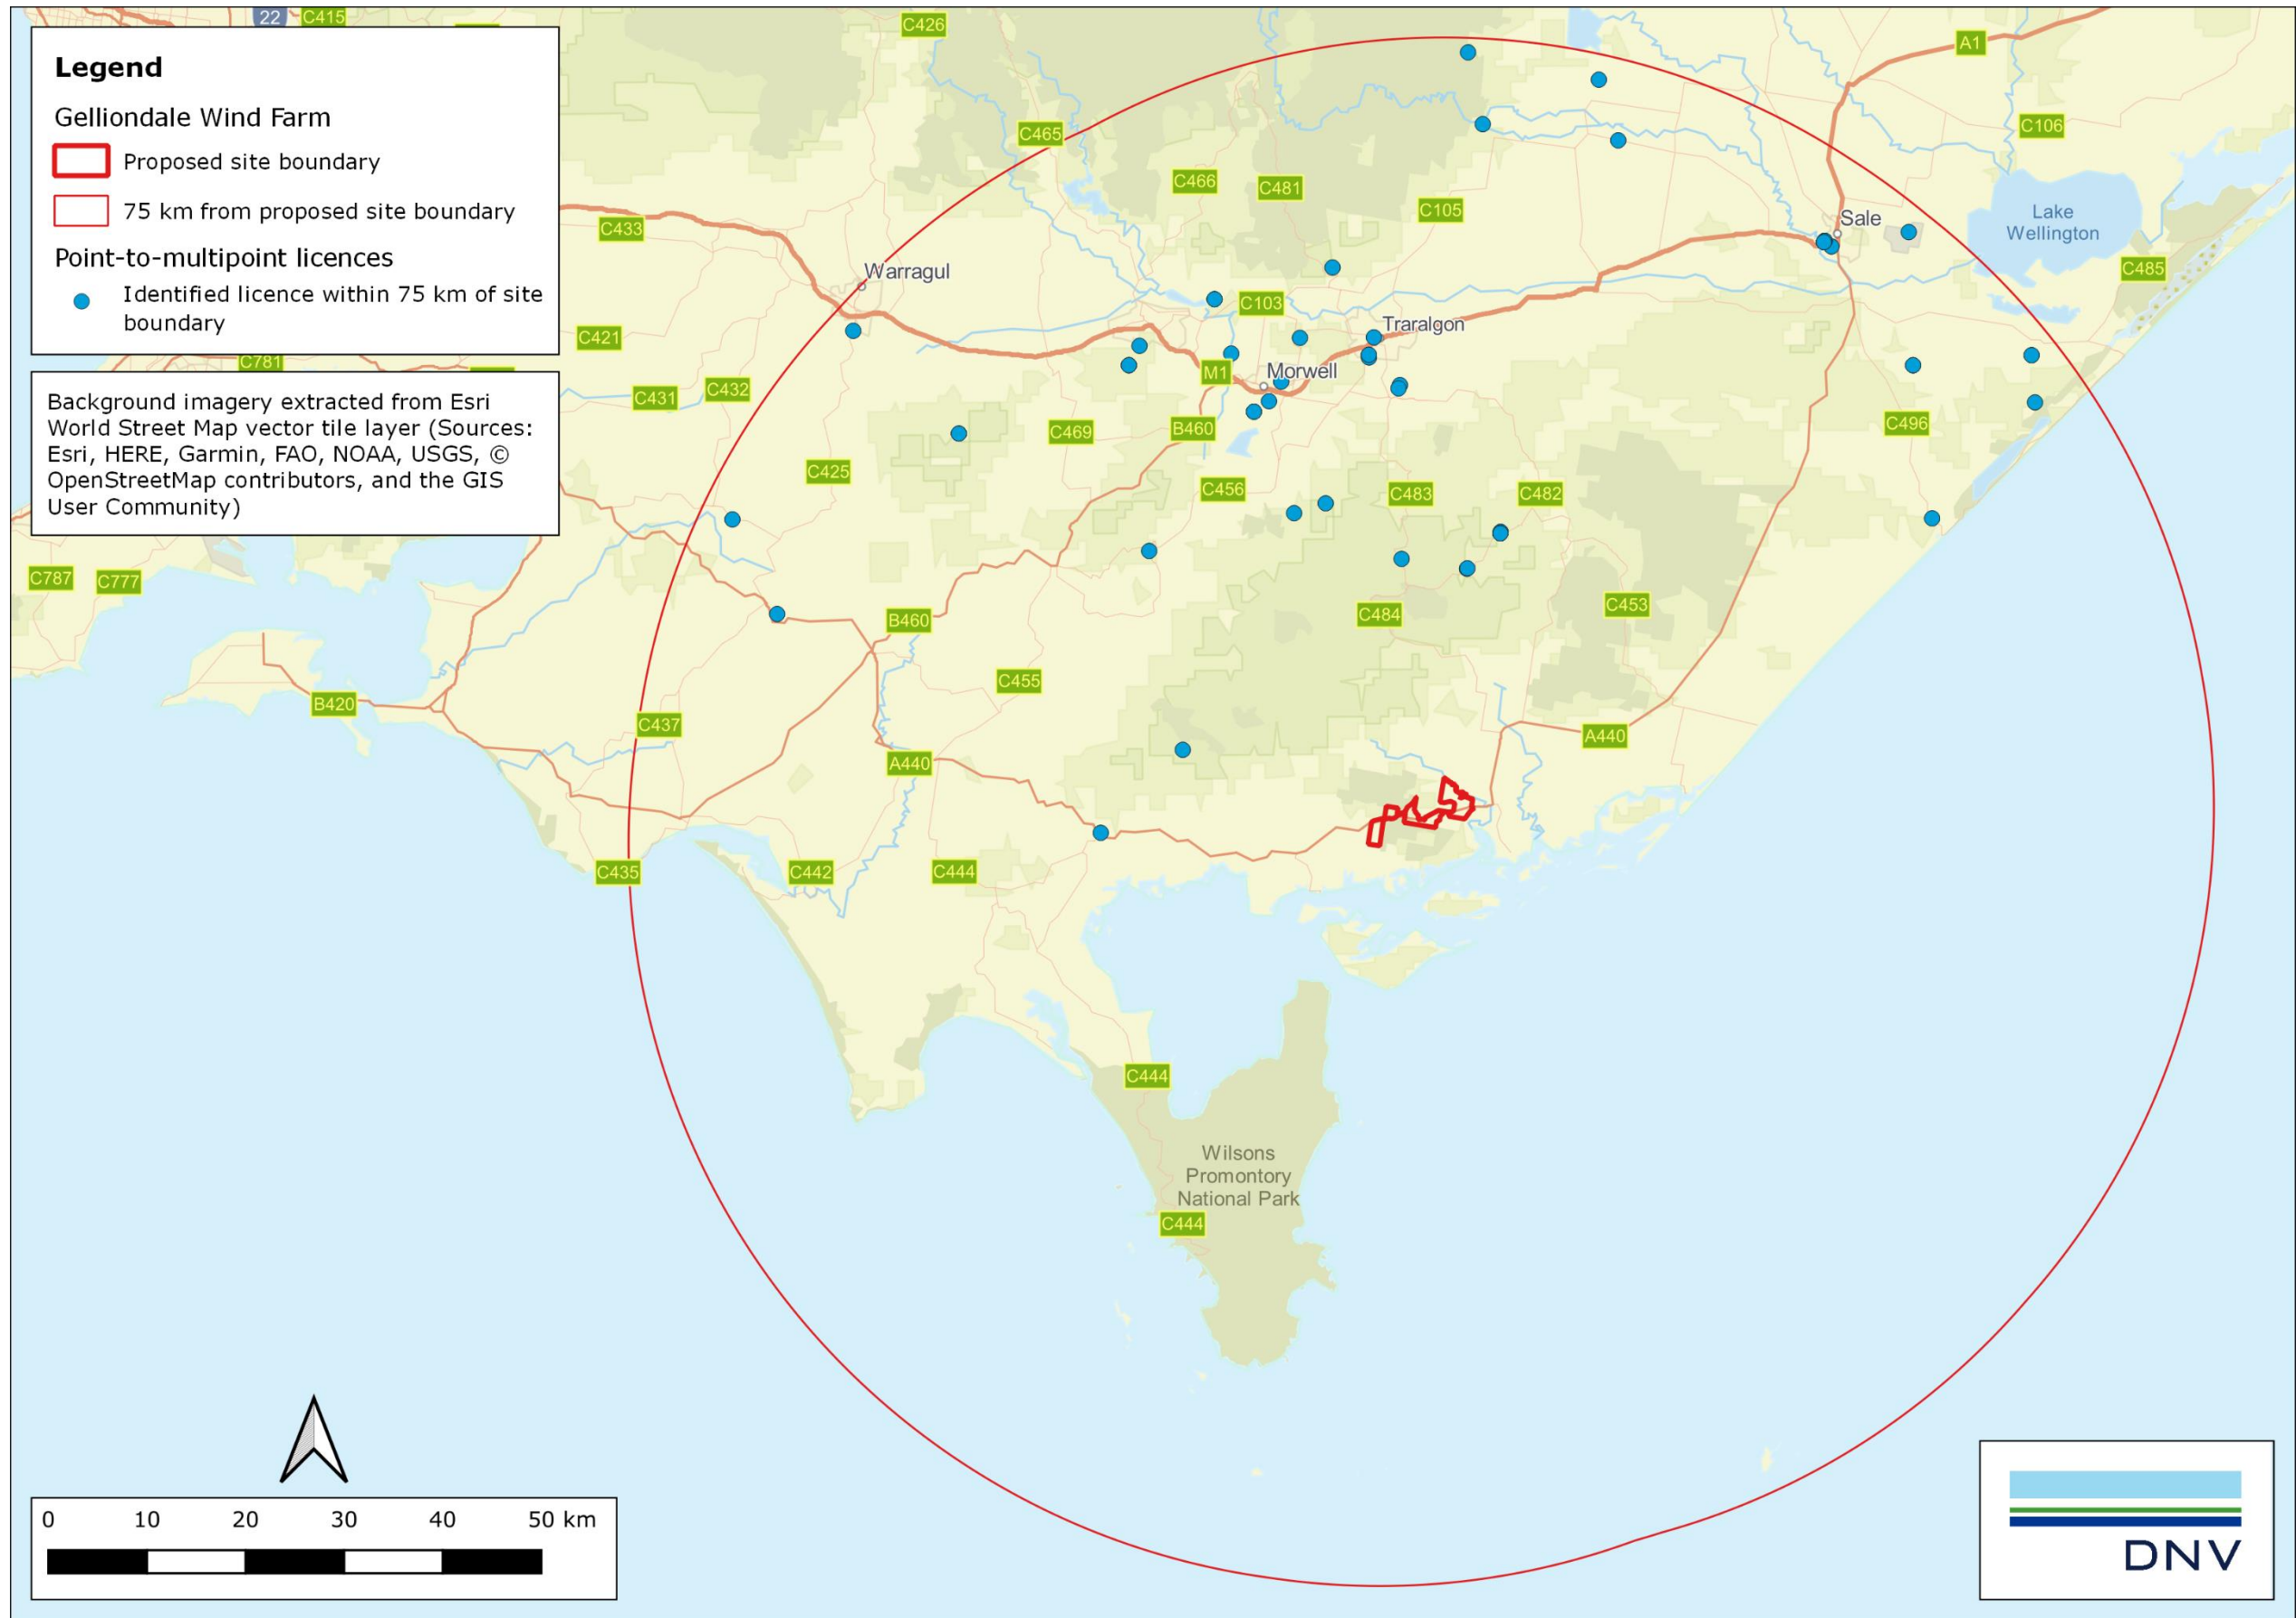 Legend
Gelliondale Wind Farm
Proposed site boundary
75 km from proposed site boundary
Point-to-multipoint licences
Identified licence within 75 km of site
boundary
Background imagery extracted from Esri
World Street Map vector tile layer (Sources:
Esri, HERE, Garmin, FAO, NOAA, USGS, ©
OpenStreetMap contributors, and the GIS
User Community)
22
C415
C426
A1
C465
C106
C466
C481
C105
C433
Sale
Lake
Wellington
Warragul
C485
C103
C421
Traralgon
C781
M1
Morwell
C431
C432
C496
C469
B460
C425
C456
C483
C482
C787
C777
C453
C484
B460
C455
B420
C437
A440
A440
C435
C442
C444
C444
Wilsons
Promontory
National Park
C444
0
10
20
30
40
50 km
DNV